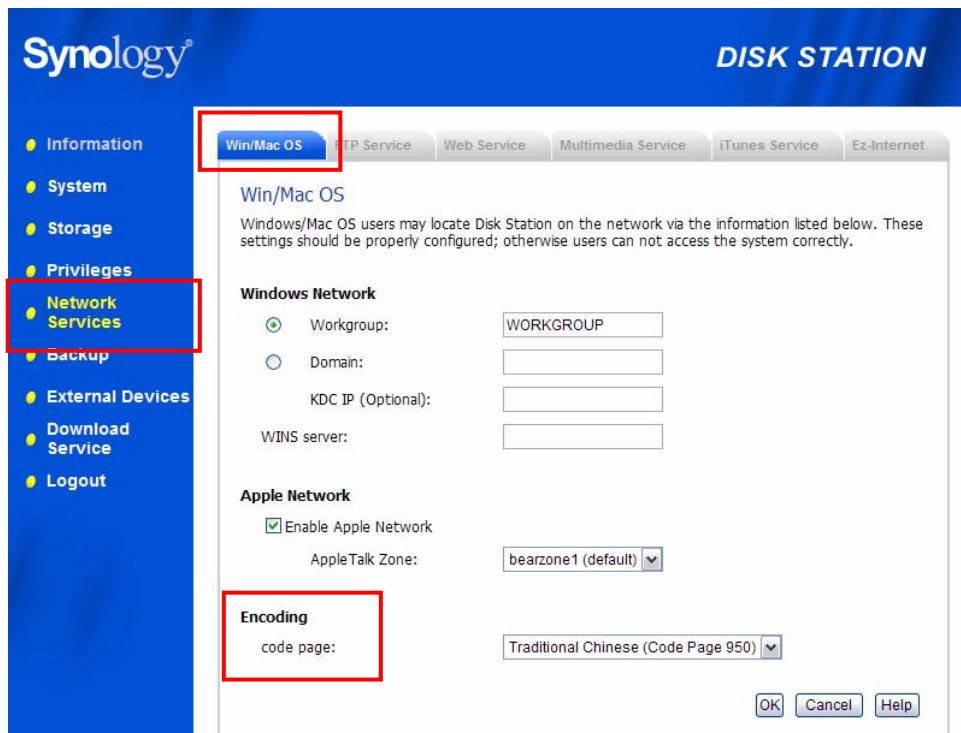 Synology®
DISK STATION
Information
System
Storage
Privileges
Network
Services
Backup
External Devices
Download
Service
Logout
Win/Mac OS
FTP Service
Web Service
Multimedia Service
iTunes Service
Ez-Internet
Win/Mac OS
Windows/Mac OS users may locate Disk Station on the network via the information listed below. These
settings should be properly configured; otherwise users can not access the system correctly.
Windows Network
Workgroup: WORKGROUP
Domain:
KDC IP (Optional):
WINS server:
Apple Network
Enable Apple Network
AppleTalk Zone: bearzone1 (default)
Encoding
code page: Traditional Chinese (Code Page 950)
OK Cancel Help